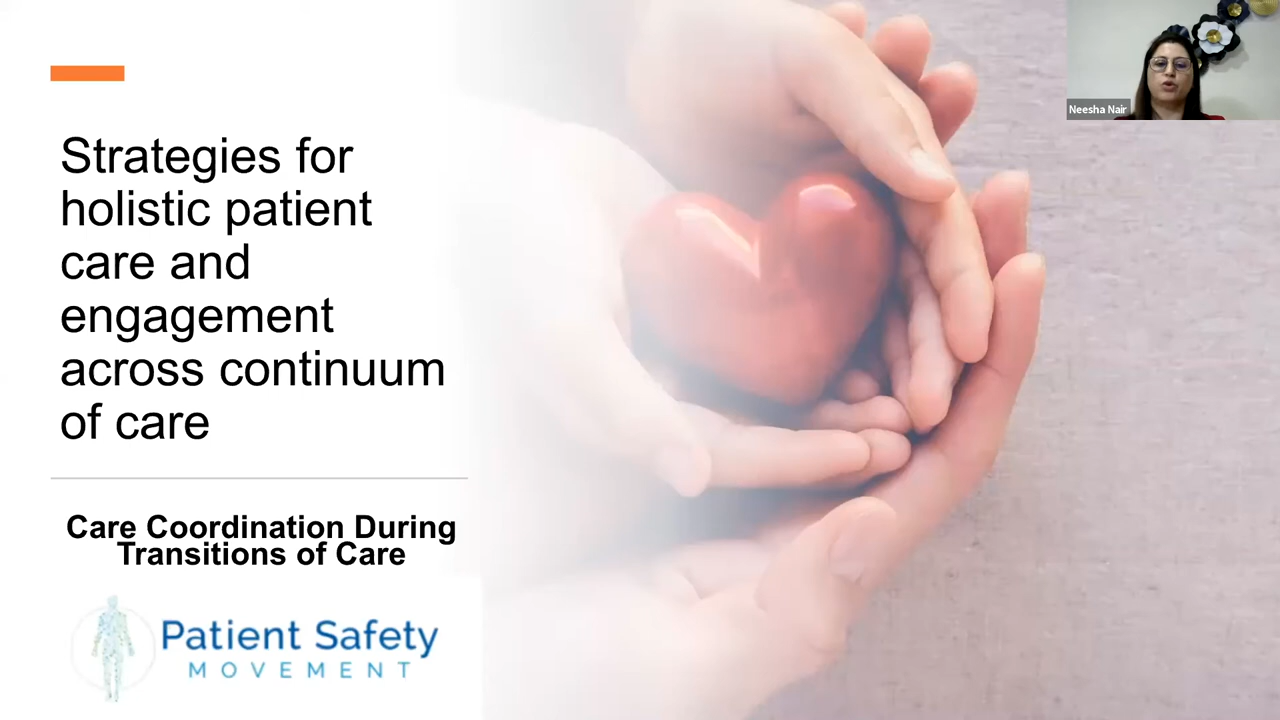 Strategies for
holistic patient
care and
engagement
across continuum
of care
Care Coordination During
Transitions of Care
Patient Safety
MOVEMENT
Neesha Nair